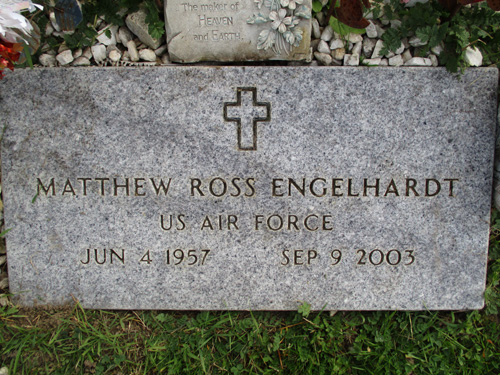 The maker of
HEAVEN
and EARTH
MATTHEW ROSS ENGELHARDT
US AIR FORCE
JUN 4 1957 SEP 9 2003